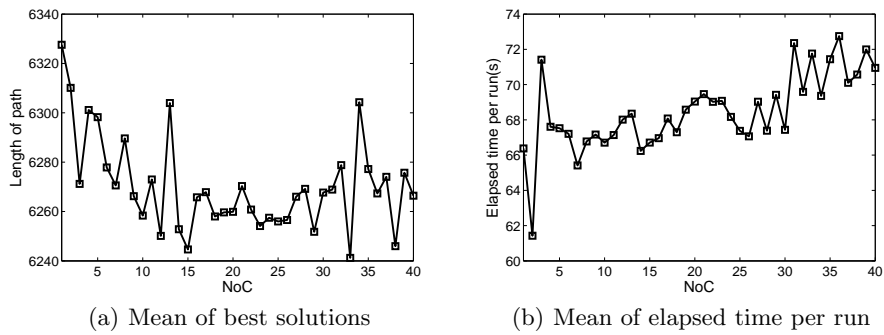 6340
6320
6300
6280
6260
6240
Length of path
5 10 15 20 25 30 35 40
NoC
(a) Mean of best solutions
74
72
70
68
66
64
62
60
Elapsed time per run(s)
5 10 15 20 25 30 35 40
NoC
(b) Mean of elapsed time per run